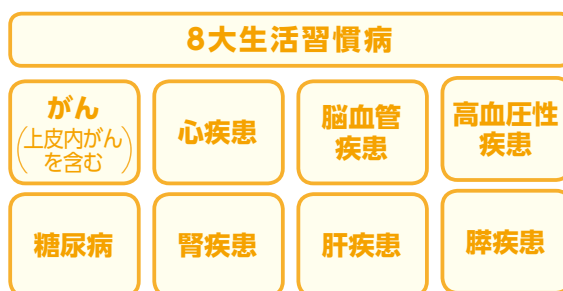 8大生活習慣病
がん
(上皮内がん
を含む)
心疾患
脳血管
疾患
高血圧性
疾患
糖尿病
腎疾患
肝疾患
膵疾患